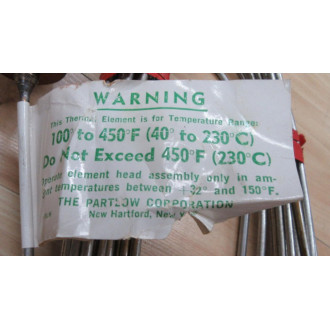 WARNING
This Thermal Element is for Temperature Range:
100° to 450°F (40° to 230°C)
Do Not Exceed 450°F (230°C)
element head assembly only in am-
temperatures between +32° and 150°F.
THE PARTLOW CORPORATION
New Hartford, New